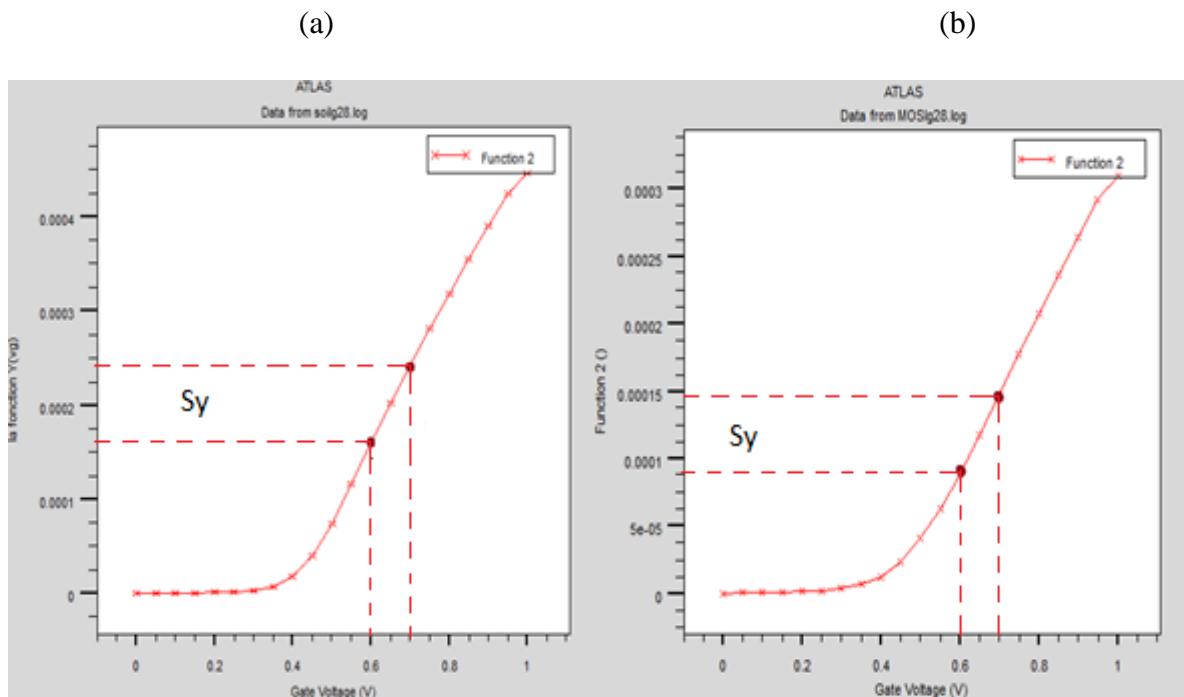 (a)
(b)
ATLAS
Data from soilg28.log
Function 2
la fonction Y(vg)
0.0004
0.0003
0.0002
0.0001
0
Sy
0
0.2
0.4
0.6
0.8
1
Gate Voltage (V)
ATLAS
Data from MOSlg28.log
Function 2
Function 2 ()
0.0003
0.00025
0.0002
0.00015
0.0001
5e-05
0
Sy
0
0.2
0.4
0.6
0.8
1
Gate Voltage (V)